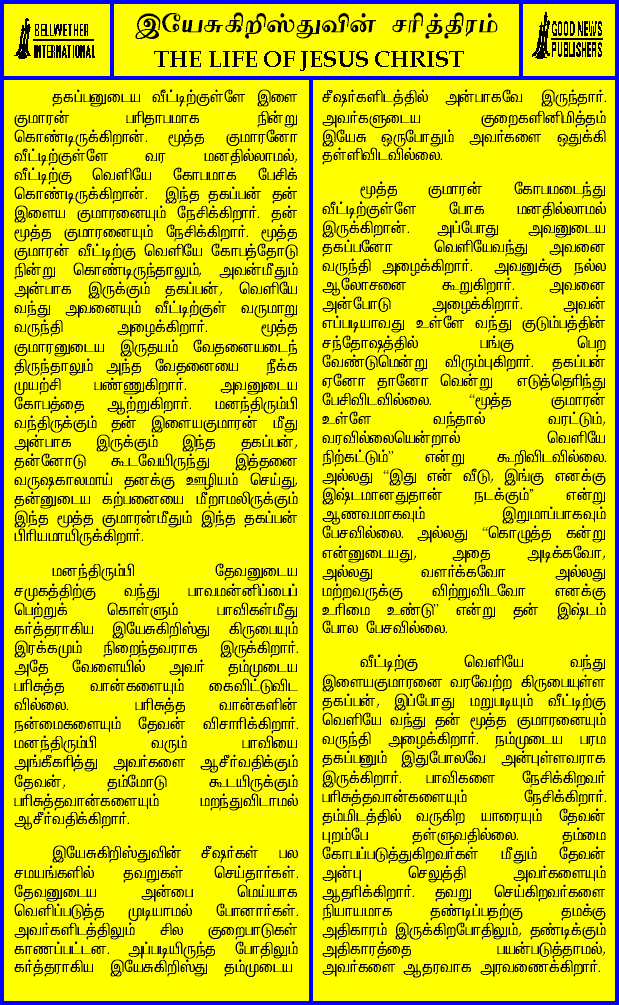 BELLWETHER
INTERNATIONAL
இயேசுகிறிஸ்துவின் சரித்திரம்
THE LIFE OF JESUS CHRIST
GOOD NEWS
PUBLISHERS
தகப்பனுடைய வீட்டிற்குள்ளே இளை
குமாரன் பரிதாபமாக நின்று
கொண்டிருக்கிறான். மூத்த குமாரனோ
வீட்டிற்குள்ளே வர மனதில்லாமல்,
வீட்டிற்கு வெளியே கோபமாக பேசிக்
கொண்டிருக்கிறான். இந்த தகப்பன் தன்
இளைய குமாரனையும் நேசிக்கிறார். தன்
மூத்த குமாரனையும் நேசிக்கிறார். மூத்த
குமாரன் வீட்டிற்கு வெளியே கோபத்தோடு
நின்று கொண்டிருந்தாலும், அவன்மீதும்
அன்பாக இருக்கும் தகப்பன், வெளியே
வந்து அவனையும் வீட்டிற்குள் வருமாறு
வருந்தி அழைக்கிறார். மூத்த
குமாரனுடைய இருதயம் வேதனையடைந்
திருந்தாலும் அந்த வேதனையை நீக்க
முயற்சி பண்ணுகிறார். அவனுடைய
கோபத்தை ஆற்றுகிறார். மனந்திரும்பி
வந்திருக்கும் தன் இளையகுமாரன் மீது
அன்பாக இருக்கும் இந்த தகப்பன்,
தன்னோடு கூடவேயிருந்து இத்தனை
வருஷகாலமாய் தனக்கு ஊழியம் செய்து,
தன்னுடைய கற்பனையை மீறாமலிருக்கும்
இந்த மூத்த குமாரன்மீதும் இந்த தகப்பன்
பிரியமாயிருக்கிறார்.
மனந்திரும்பி தேவனுடைய
சமுகத்திற்கு வந்து பாவமன்னிப்பைப்
பெற்றுக் கொள்ளும் பாவிகள்மீது
கர்த்தராகிய இயேசுகிறிஸ்து கிருபையும்
இரக்கமும் நிறைந்தவராக இருக்கிறார்.
அதே வேளையில் அவர் தம்முடைய
பரிசுத்த வான்களையும் கைவிட்டுவிட
வில்லை. பரிசுத்த வான்களின்
நன்மைகளையும் தேவன் விசாரிக்கிறார்.
மனந்திரும்பி வரும் பாவியை
அங்கீகரித்து அவர்களை ஆசீர்வதிக்கும்
தேவன், தம்மோடு கூடயிருக்கும்
பரிசுத்தவான்களையும் மறந்துவிடாமல்
ஆசீர்வதிக்கிறார்.
இயேசுகிறிஸ்துவின் சீஷர்கள் பல
சமயங்களில் தவறுகள் செய்தார்கள்.
தேவனுடைய அன்பை மெய்யாக
வெளிப்படுத்த முடியாமல் போனார்கள்.
அவர்களிடத்திலும் சில குறைபாடுகள்
காணப்பட்டன. அப்படியிருந்த போதிலும்
கர்த்தராகிய இயேசுகிறிஸ்து தம்முடைய
சீஷர்களிடத்தில் அன்பாகவே இருந்தார்.
அவர்களுடைய குறைகளினிமித்தம்
இயேசு ஒருபோதும் அவர்களை ஒதுக்கி
தள்ளிவிடவில்லை.
மூத்த குமாரன் கோபமடைந்து
வீட்டிற்குள்ளே போக மனதில்லாமல்
இருக்கிறான். அப்போது அவனுடைய
தகப்பனோ வெளியேவந்து அவனை
வருந்தி அழைக்கிறார். அவனுக்கு நல்ல
ஆலோசனை கூறுகிறார். அவனை
அன்போடு அழைக்கிறார். அவன்
எப்படியாவது உள்ளே வந்து குடும்பத்தின்
சந்தோஷத்தில் பங்கு பெற
வேண்டுமென்று விரும்புகிறார். தகப்பன்
ஏனோ தானோ வென்று எடுத்தெரிந்து
பேசிவிடவில்லை. “மூத்த குமாரன்
உள்ளே வந்தால் வரட்டும்,
வரவில்லையென்றால் வெளியே
நிற்கட்டும்” என்று கூறிவிடவில்லை.
அல்லது “இது என் வீடு, இங்கு எனக்கு
இஷ்டமானதுதான் நடக்கும்” என்று
ஆணவமாகவும் இறுமாப்பாகவும்
பேசவில்லை. அல்லது “கொழுத்த கன்று
என்னுடையது, அதை அடிக்கவோ,
அல்லது வளர்க்கவோ அல்லது
மற்றவருக்கு விற்றுவிடவோ எனக்கு
உரிமை உண்டு” என்று தன் இஷ்டம்
போல பேசவில்லை.
வீட்டிற்கு வெளியே வந்து
இளையகுமாரனை வரவேற்ற கிருபையுள்ள
தகப்பன், இப்போது மறுபடியும் வீட்டிற்கு
வெளியே வந்து தன் மூத்த குமாரனையும்
வருந்தி அழைக்கிறார். நம்முடைய பரம
தகப்பனும் இதுபோலவே அன்புள்ளவராக
இருக்கிறார். பாவிகளை நேசிக்கிறவர்
பரிசுத்தவான்களையும் நேசிக்கிறார்.
தம்மிடத்தில் வருகிற யாரையும் தேவன்
புறம்பே தள்ளுவதில்லை. தம்மை
கோபப்படுத்துகிறவர்கள் மீதும் தேவன்
அன்பு செலுத்தி அவர்களையும்
ஆதரிக்கிறார். தவறு செய்கிறவர்களை
நியாயமாக தண்டிப்பதற்கு தமக்கு
அதிகாரம் இருக்கிறபோதிலும், தண்டிக்கும்
அதிகாரத்தை பயன்படுத்தாமல்,
அவர்களை ஆதரவாக அரவணைக்கிறார்.